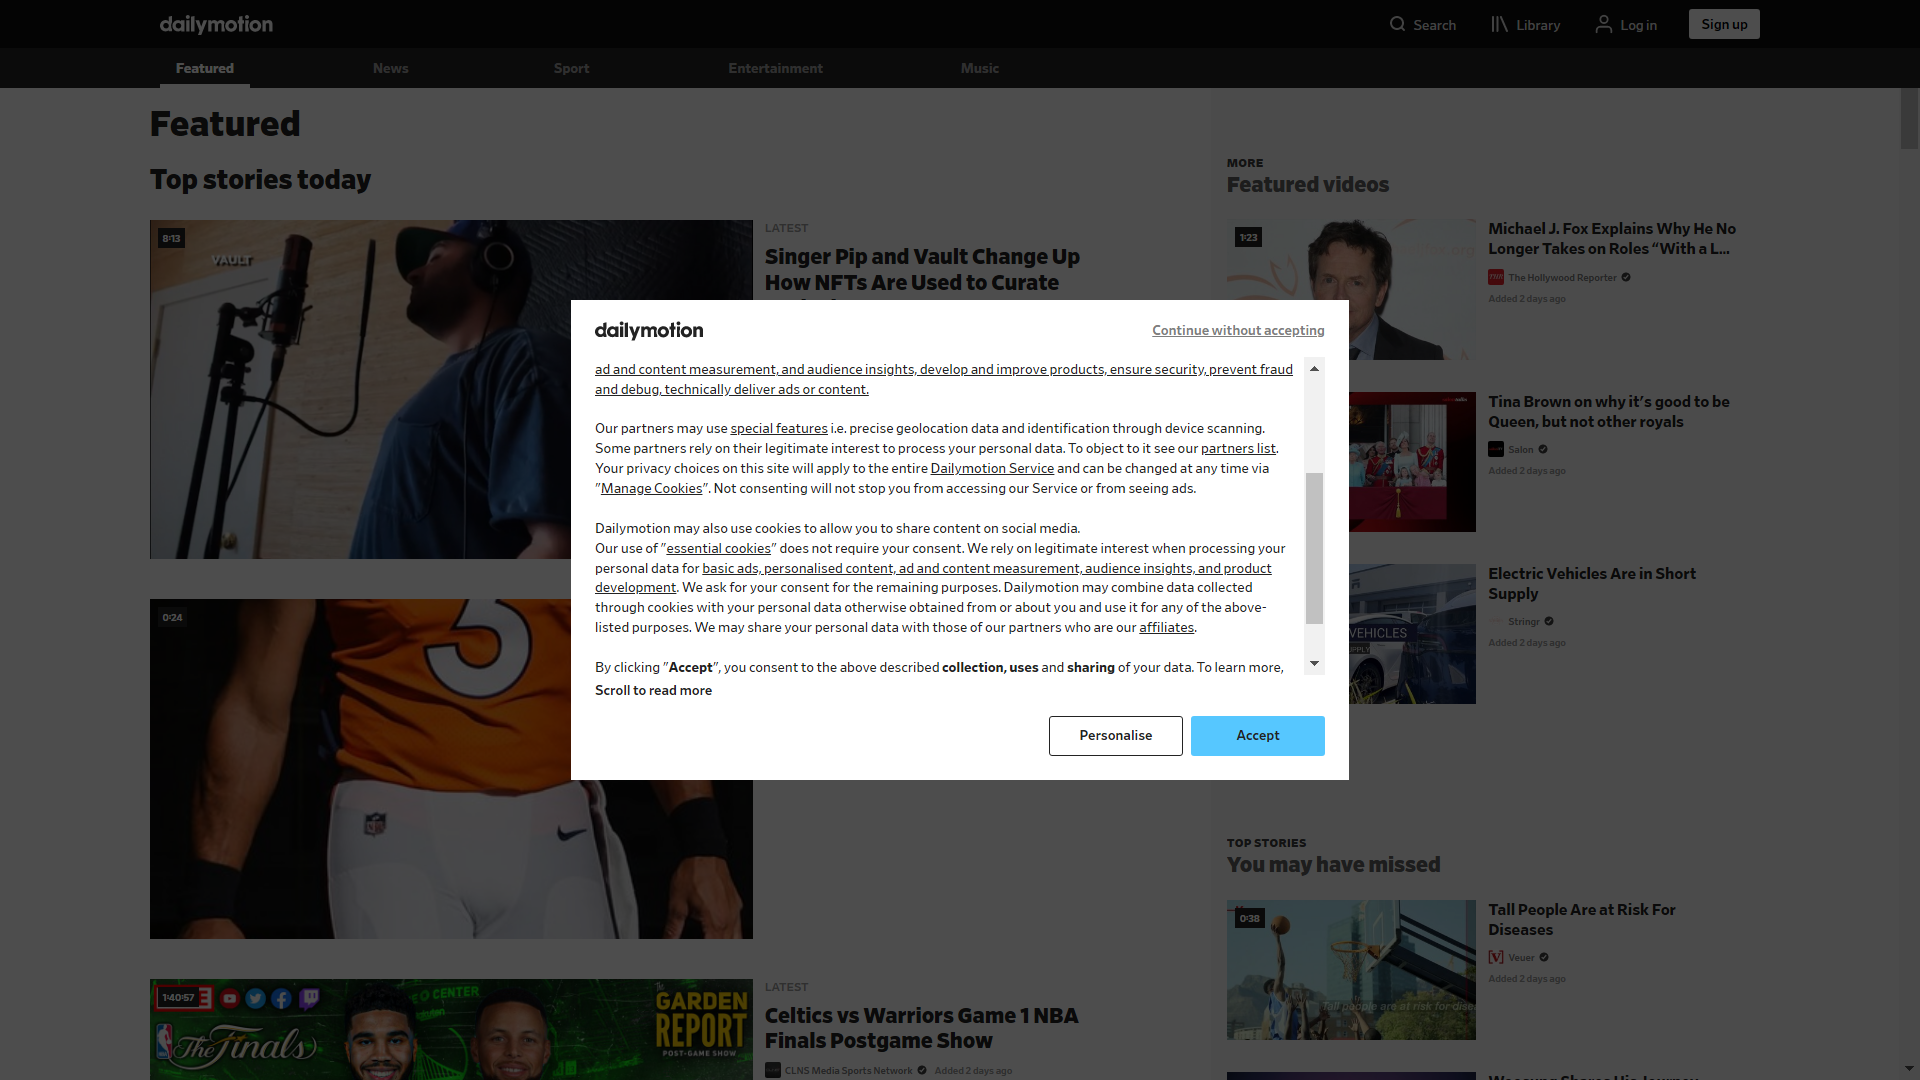 dailymotion
Search
Library
Log in
Sign up
Featured
News
Sport
Entertainment
Music
Featured
Top stories today
8:13
VAULT
LATEST
Singer Pip and Vault Change Up
How NFTs Are Used to Curate
dailymotion
Continue without accepting
ad and content measurement, and audience insights, develop and improve products, ensure security, prevent fraud
and debug, technically deliver ads or content.
Our partners may use special features i.e. precise geolocation data and identification through device scanning.
Some partners rely on their legitimate interest to process your personal data. To object to it see our partners list.
Your privacy choices on this site will apply to the entire Dailymotion Service and can be changed at any time via
"Manage Cookies". Not consenting will not stop you from accessing our Service or from seeing ads.
Dailymotion may also use cookies to allow you to share content on social media.
Our use of "essential cookies" does not require your consent. We rely on legitimate interest when processing your
personal data for basic ads, personalised content, ad and content measurement, audience insights, and product
development. We ask for your consent for the remaining purposes. Dailymotion may combine data collected
through cookies with your personal data otherwise obtained from or about you and use it for any of the above-
listed purposes. We may share your personal data with those of our partners who are our affiliates.
By clicking "Accept", you consent to the above described collection, uses and sharing of your data. To learn more,
Scroll to read more
Personalise
Accept
0:24
3
NFL
1:40:57
CENTER
The Finals
THE
GARDEN
REPORT
POST-GAME SHOW
LATEST
Celtics vs Warriors Game 1 NBA
Finals Postgame Show
CLNS Media Sports Network
Added 2 days ago
MORE
Featured videos
1:23
Michael J. Fox Explains Why He No
Longer Takes on Roles “With a L...
The Hollywood Reporter
Added 2 days ago
Tina Brown on why it’s good to be
Queen, but not other royals
Salon
Added 2 days ago
VEHICLES
Electric Vehicles Are in Short
Supply
Stringr
Added 2 days ago
TOP STORIES
You may have missed
0:38
Tall people are at risk for
Tall People Are at Risk For
Diseases
Veuer
Added 2 days ago